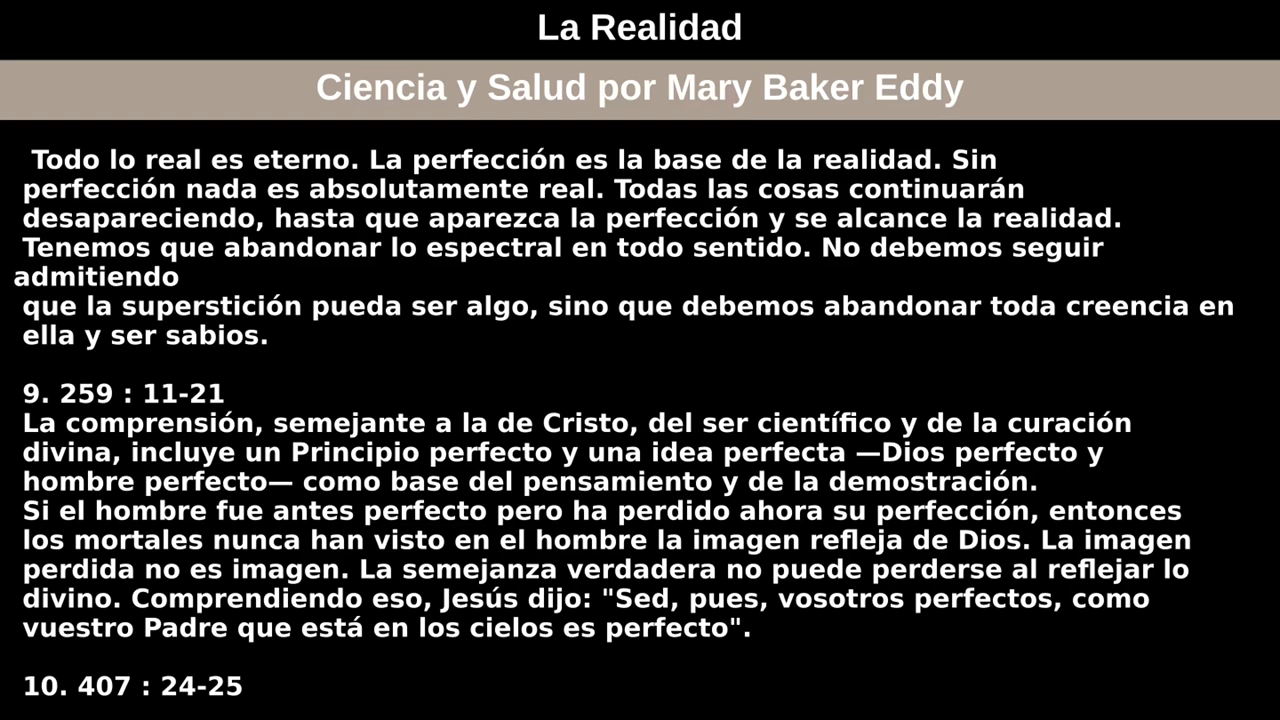 La Realidad
Ciencia y Salud por Mary Baker Eddy
Todo lo real es eterno. La perfección es la base de la realidad. Sin
perfección nada es absolutamente real. Todas las cosas continuarán
desapareciendo, hasta que aparezca la perfección y se alcance la realidad.
Tenemos que abandonar lo espectral en todo sentido. No debemos seguir
admitiendo
que la superstición pueda ser algo, sino que debemos abandonar toda creencia en
ella y ser sabios.
9. 259 : 11-21
La comprensión, semejante a la de Cristo, del ser científico y de la curación
divina, incluye un Principio perfecto y una idea perfecta —Dios perfecto y
hombre perfecto— como base del pensamiento y de la demostración.
Si el hombre fue antes perfecto pero ha perdido ahora su perfección, entonces
los mortales nunca han visto en el hombre la imagen refleja de Dios. La imagen
perdida no es imagen. La semejanza verdadera no puede perderse al reflejar lo
divino. Comprendiendo eso, Jesús dijo: "Sed, pues, vosotros perfectos, como
vuestro Padre que está en los cielos es perfecto".
10. 407 : 24-25